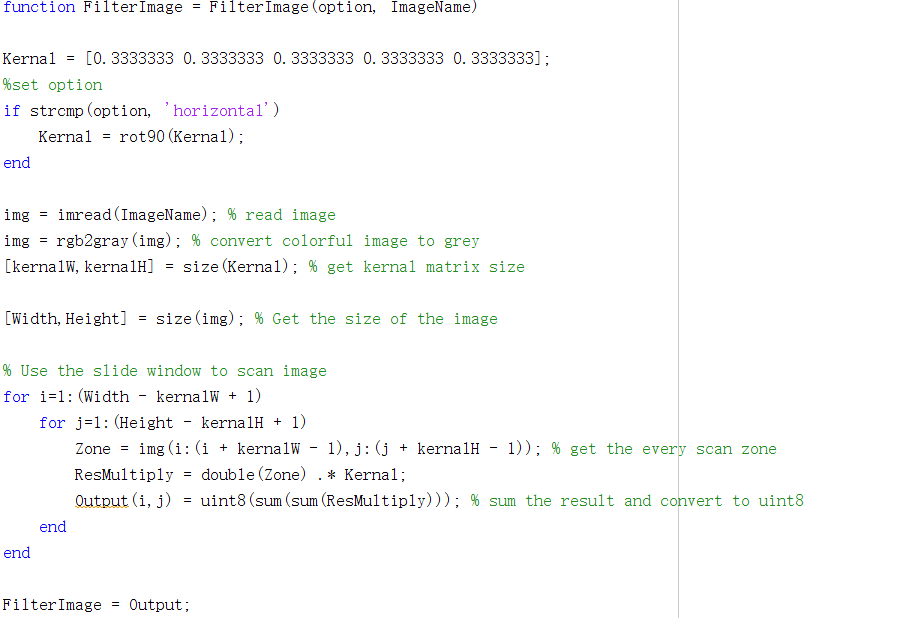 function FilterImage = FilterImage(option, ImageName)
Kernal = [0.3333333 0.3333333 0.3333333 0.3333333 0.3333333];
%set option
if strcmp(option, 'horizontal')
    Kernal = rot90(Kernal);
end
img = imread(ImageName); % read image
img = rgb2gray(img); % convert colorful image to grey
[kernalW,kernalH] = size(Kernal); % get kernal matrix size
[Width,Height] = size(img); % Get the size of the image
% Use the slide window to scan image
for i=1:(Width - kernalW + 1)
    for j=1:(Height - kernalH + 1)
        Zone = img(i:(i + kernalW - 1),j:(j + kernalH - 1)); % get the every scan zone
        ResMultiply = double(Zone) .* Kernal;
        Output(i,j) = uint8(sum(sum(ResMultiply))); % sum the result and convert to uint8
    end
end
FilterImage = Output;